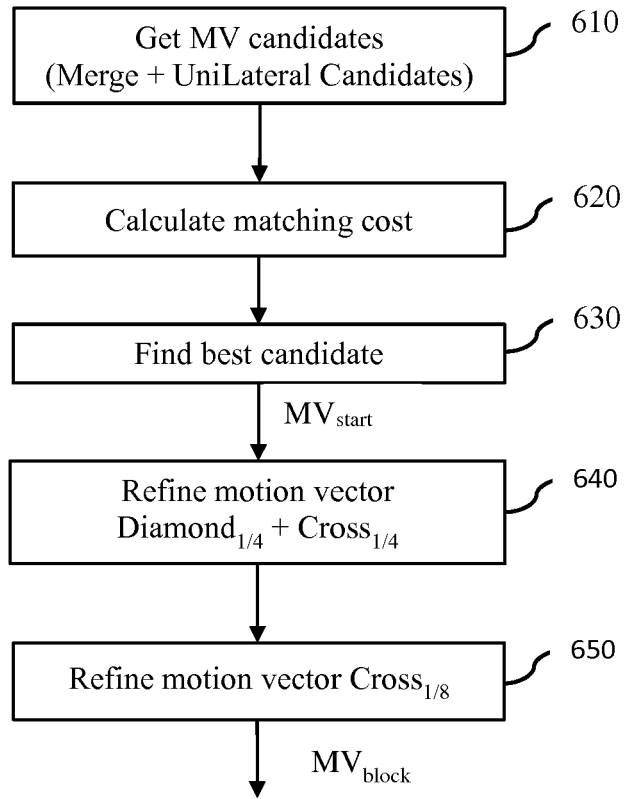 Get MV candidates
(Merge + UniLateral Candidates)
610
Calculate matching cost
620
Find best candidate
630
MVstart
Refine motion vector
Diamond1/4 + Cross1/4
640
Refine motion vector Cross1/8
650
MVblock